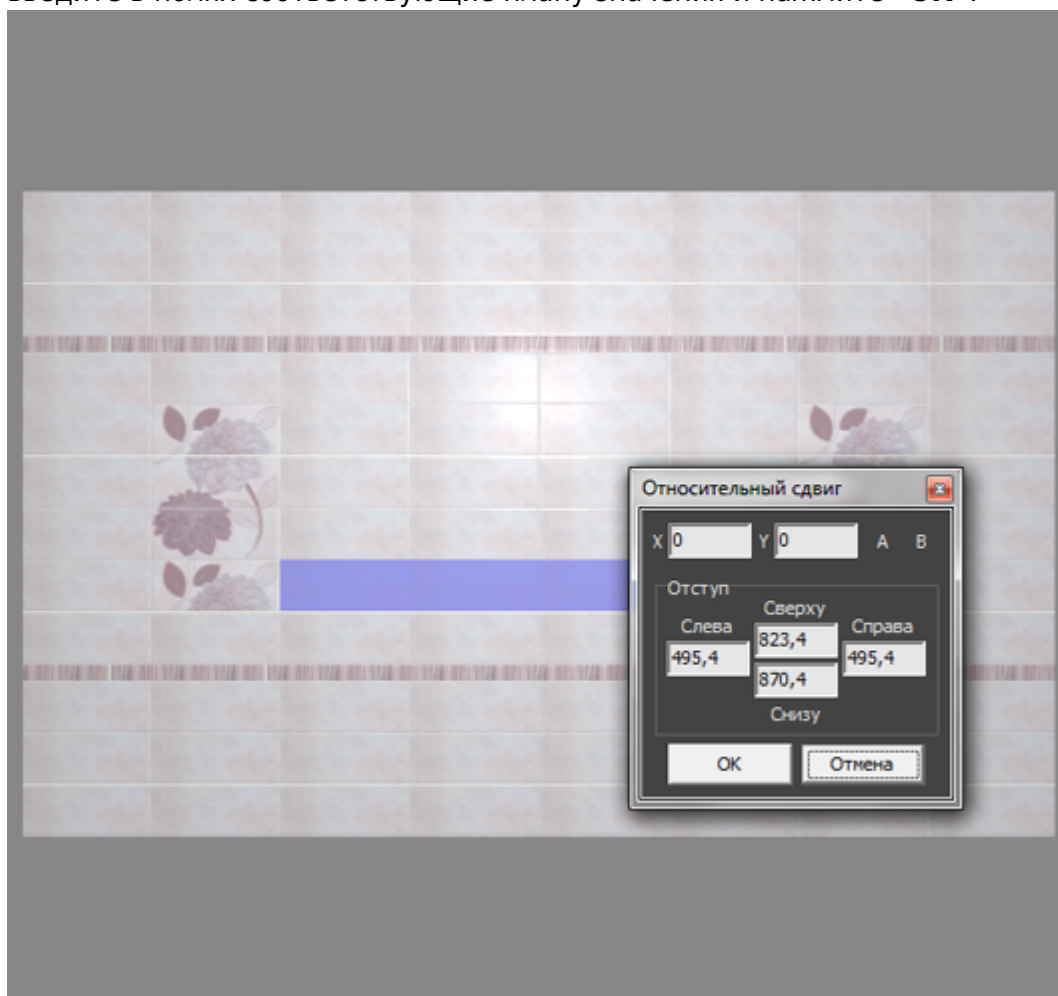 Относительный сдвиг
X 0 Y 0 A B
Отступ
Сверху
Слева 823,4 Справа
495,4 495,4
870,4
Снизу
OK Отмена